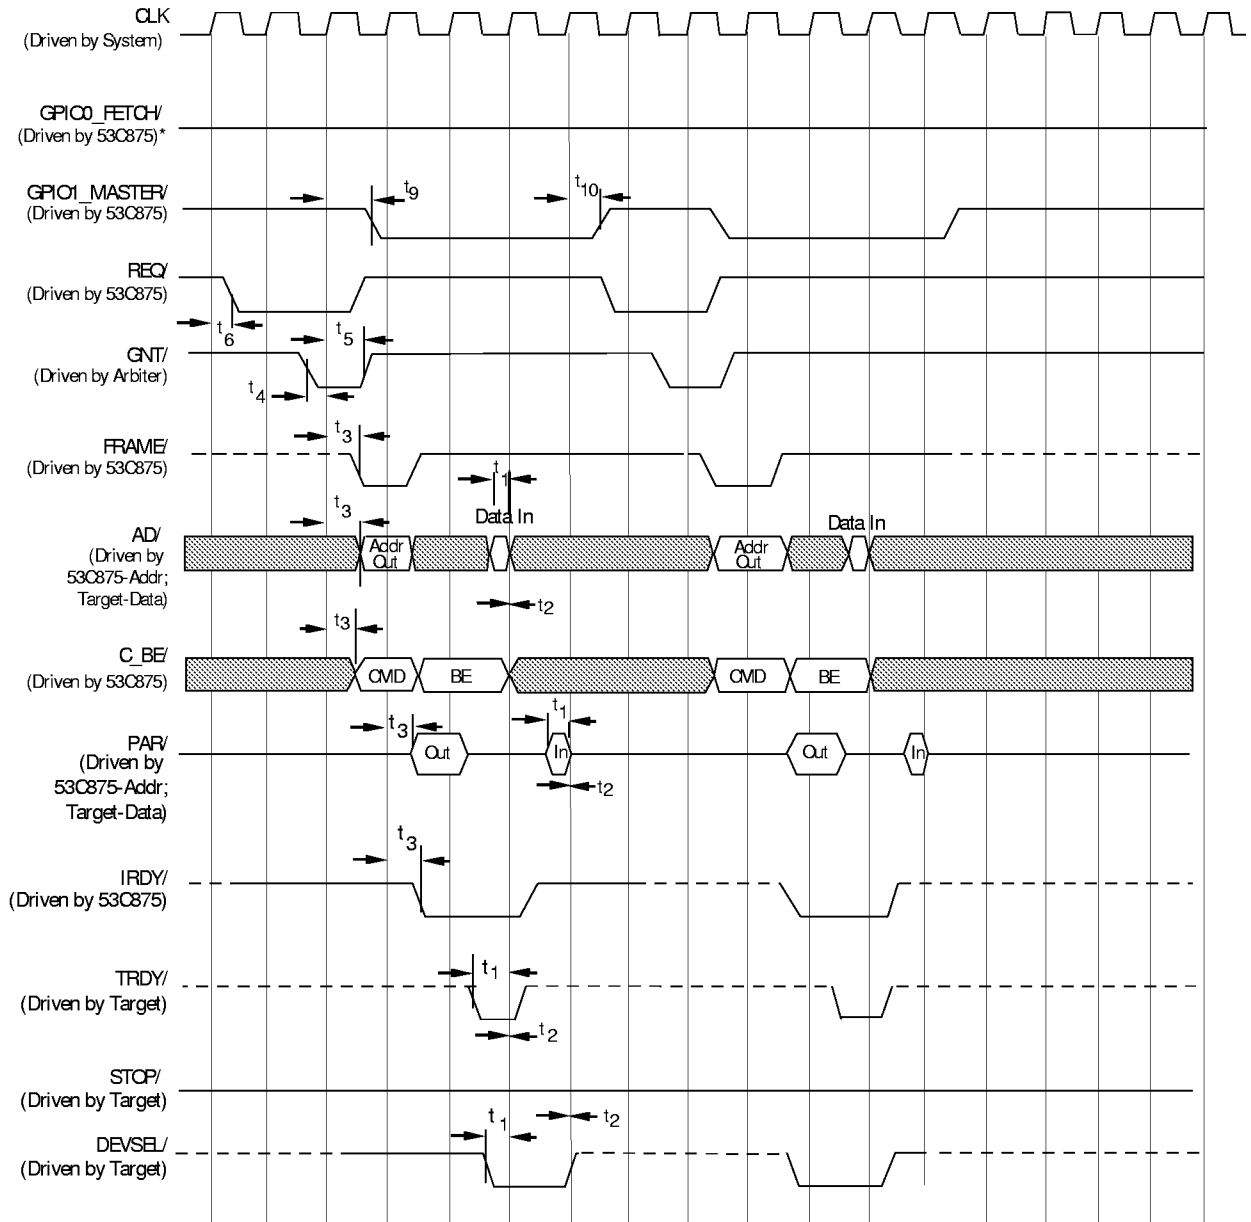 CLK
(Driven by System)
GPIO0_FETCH/
(Driven by 53C875)*
GPIO1_MASTER/
(Driven by 53C875)
t9
t10
REQ/
(Driven by 53C875)
t6
t5
GNT/
(Driven by Arbiter)
t4
FRAME/
(Driven by 53C875)
t3
t1
t3
Data In
Data In
AD/
(Driven by
53C875-Addr;
Target-Data)
Addr
Out
Addr
Out
t2
t3
C_BE/
(Driven by 53C875)
CMD
BE
CMD
BE
t3
t1
PAR/
(Driven by
53C875-Addr;
Target-Data)
Out
In
Out
In
t2
t3
IRDY/
(Driven by 53C875)
t1
TRDY/
(Driven by Target)
t2
STOP/
(Driven by Target)
t1
t2
DEVSEL/
(Driven by Target)